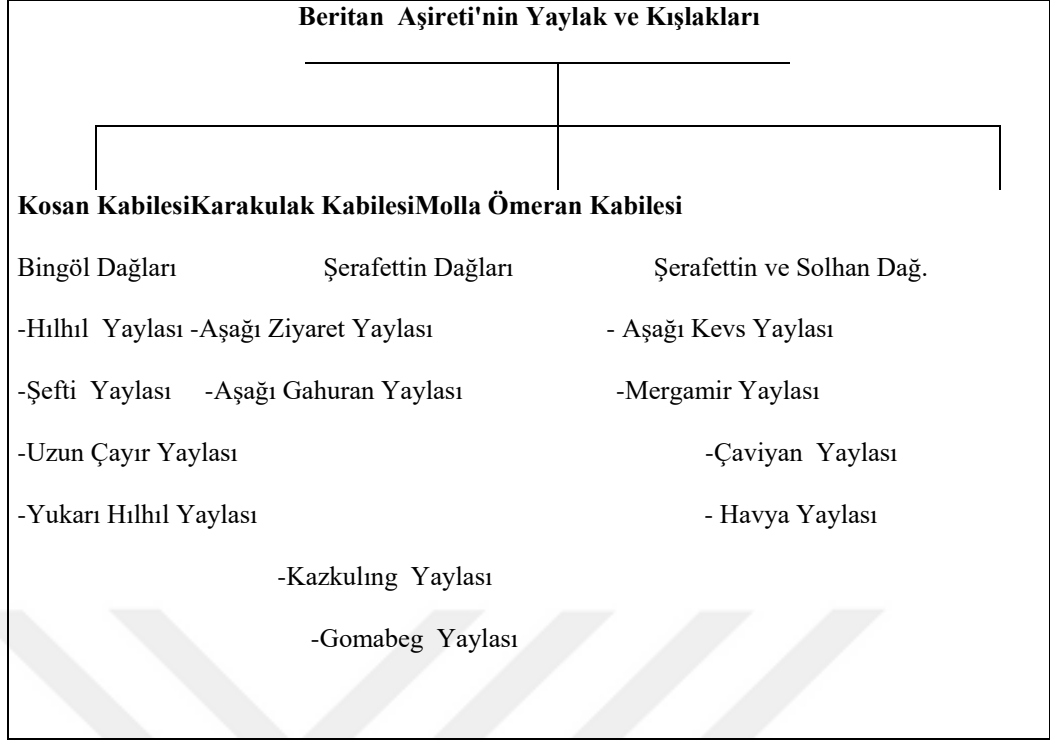 Beritan Aşireti'nin Yaylak ve Kışlakları
Kosan KabilesiKarakulak KabilesiMolla Ömeran Kabilesi
Bingöl Dağları Şerafettin Dağları Şerafettin ve Solhan Dağ.
-Hılhıl Yaylası -Aşağı Ziyaret Yaylası - Aşağı Kevs Yaylası
-Şefti Yaylası -Aşağı Gahuran Yaylası -Mergamir Yaylası
-Uzun Çayır Yaylası -Çaviyan Yaylası
-Yukarı Hılhıl Yaylası - Havya Yaylası
-Kazkulıng Yaylası
-Gomabeg Yaylası